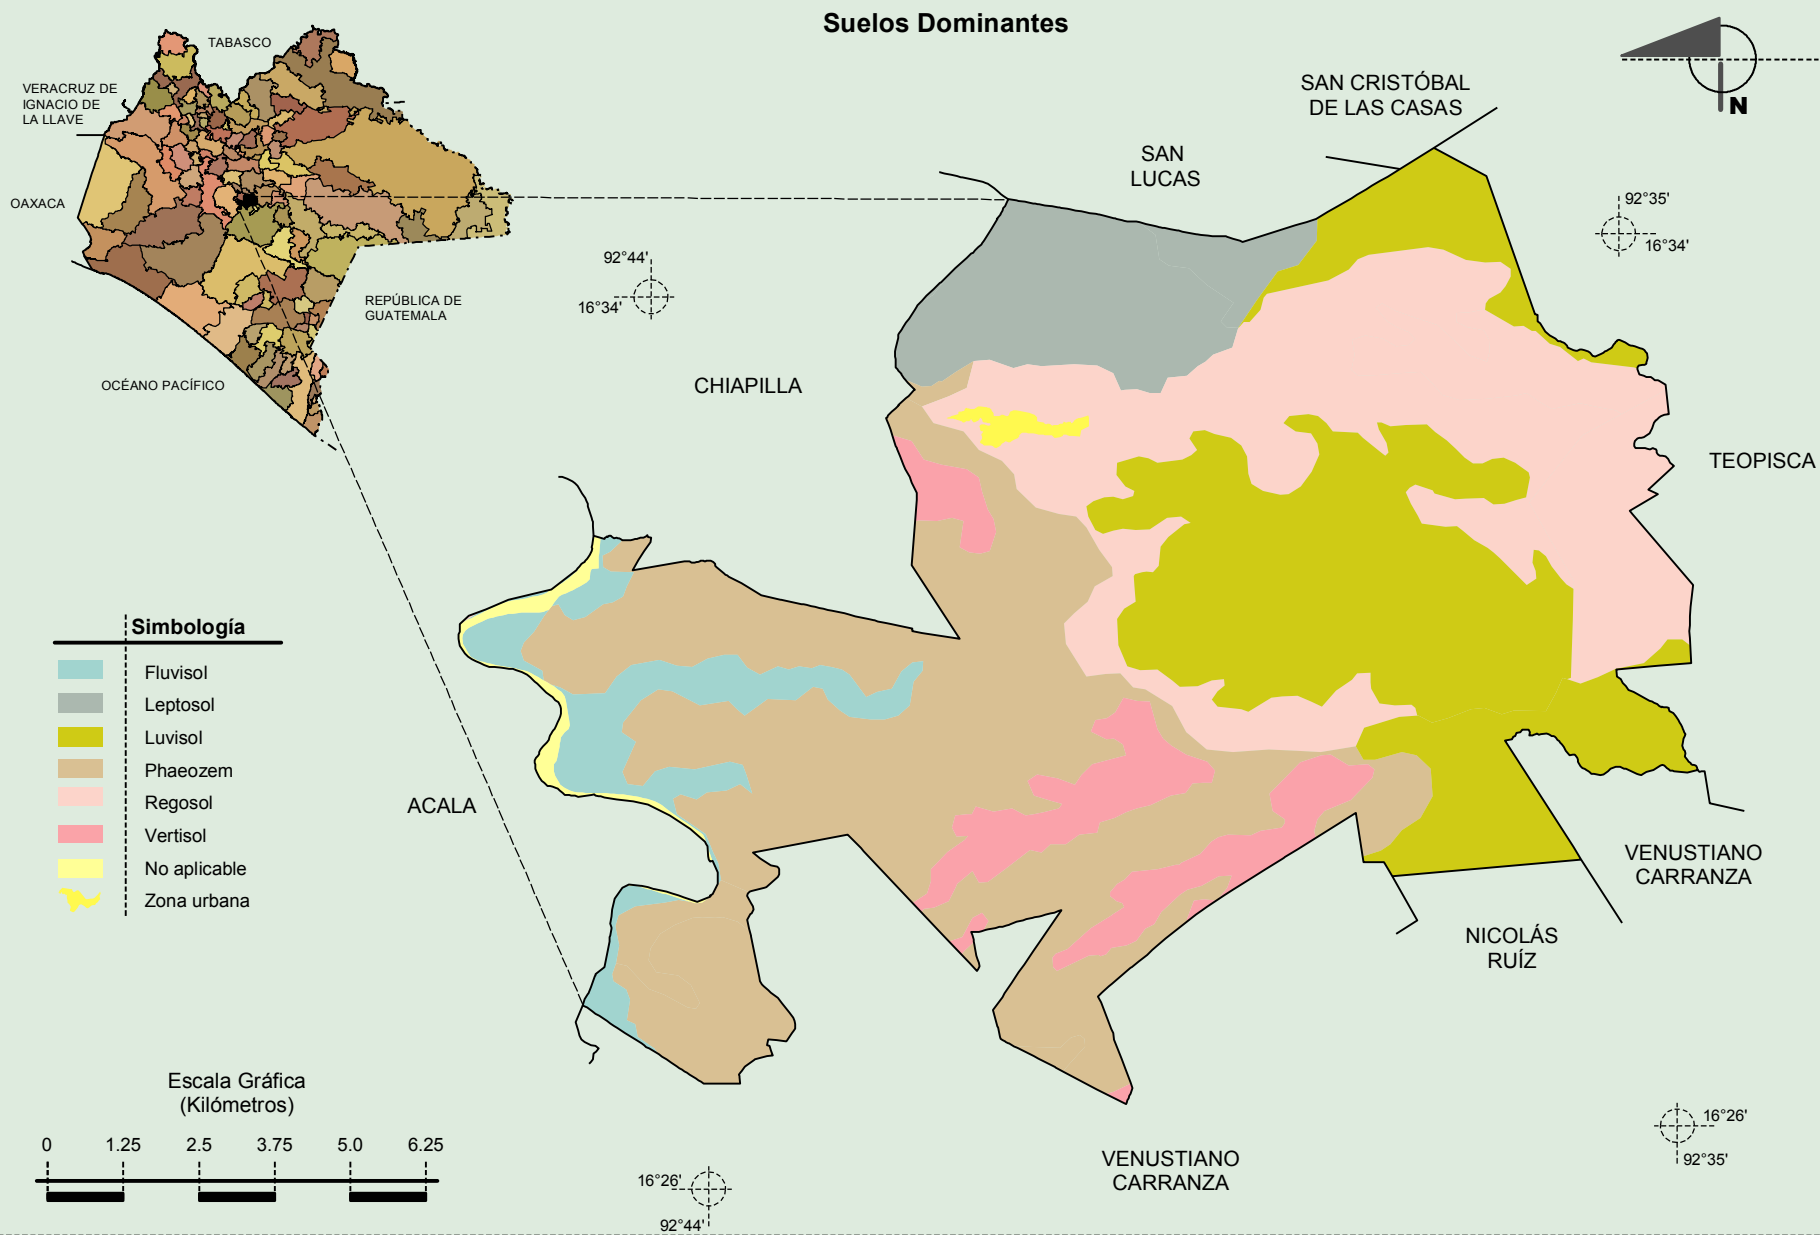 Suelos Dominantes
TABASCO
VERACRUZ DE
IGNACIO DE
LA LLAVE
OAXACA
REPÚBLICA DE
GUATEMALA
OCÉANO PACÍFICO
N
SAN CRISTÓBAL
DE LAS CASAS
SAN
LUCAS
92°35'
16°34'
92°44'
16°34'
CHIAPILLA
TEOPISCA
Simbología
Fluvisol
Leptosol
Luvisol
Phaeozem
Regosol
Vertisol
No aplicable
Zona urbana
ACALA
VENUSTIANO
CARRANZA
NICOLÁS
RUÍZ
Escala Gráfica
(Kilómetros)
0 1.25 2.5 3.75 5.0 6.25
16°26'
92°44'
VENUSTIANO
CARRANZA
16°26'
92°35'